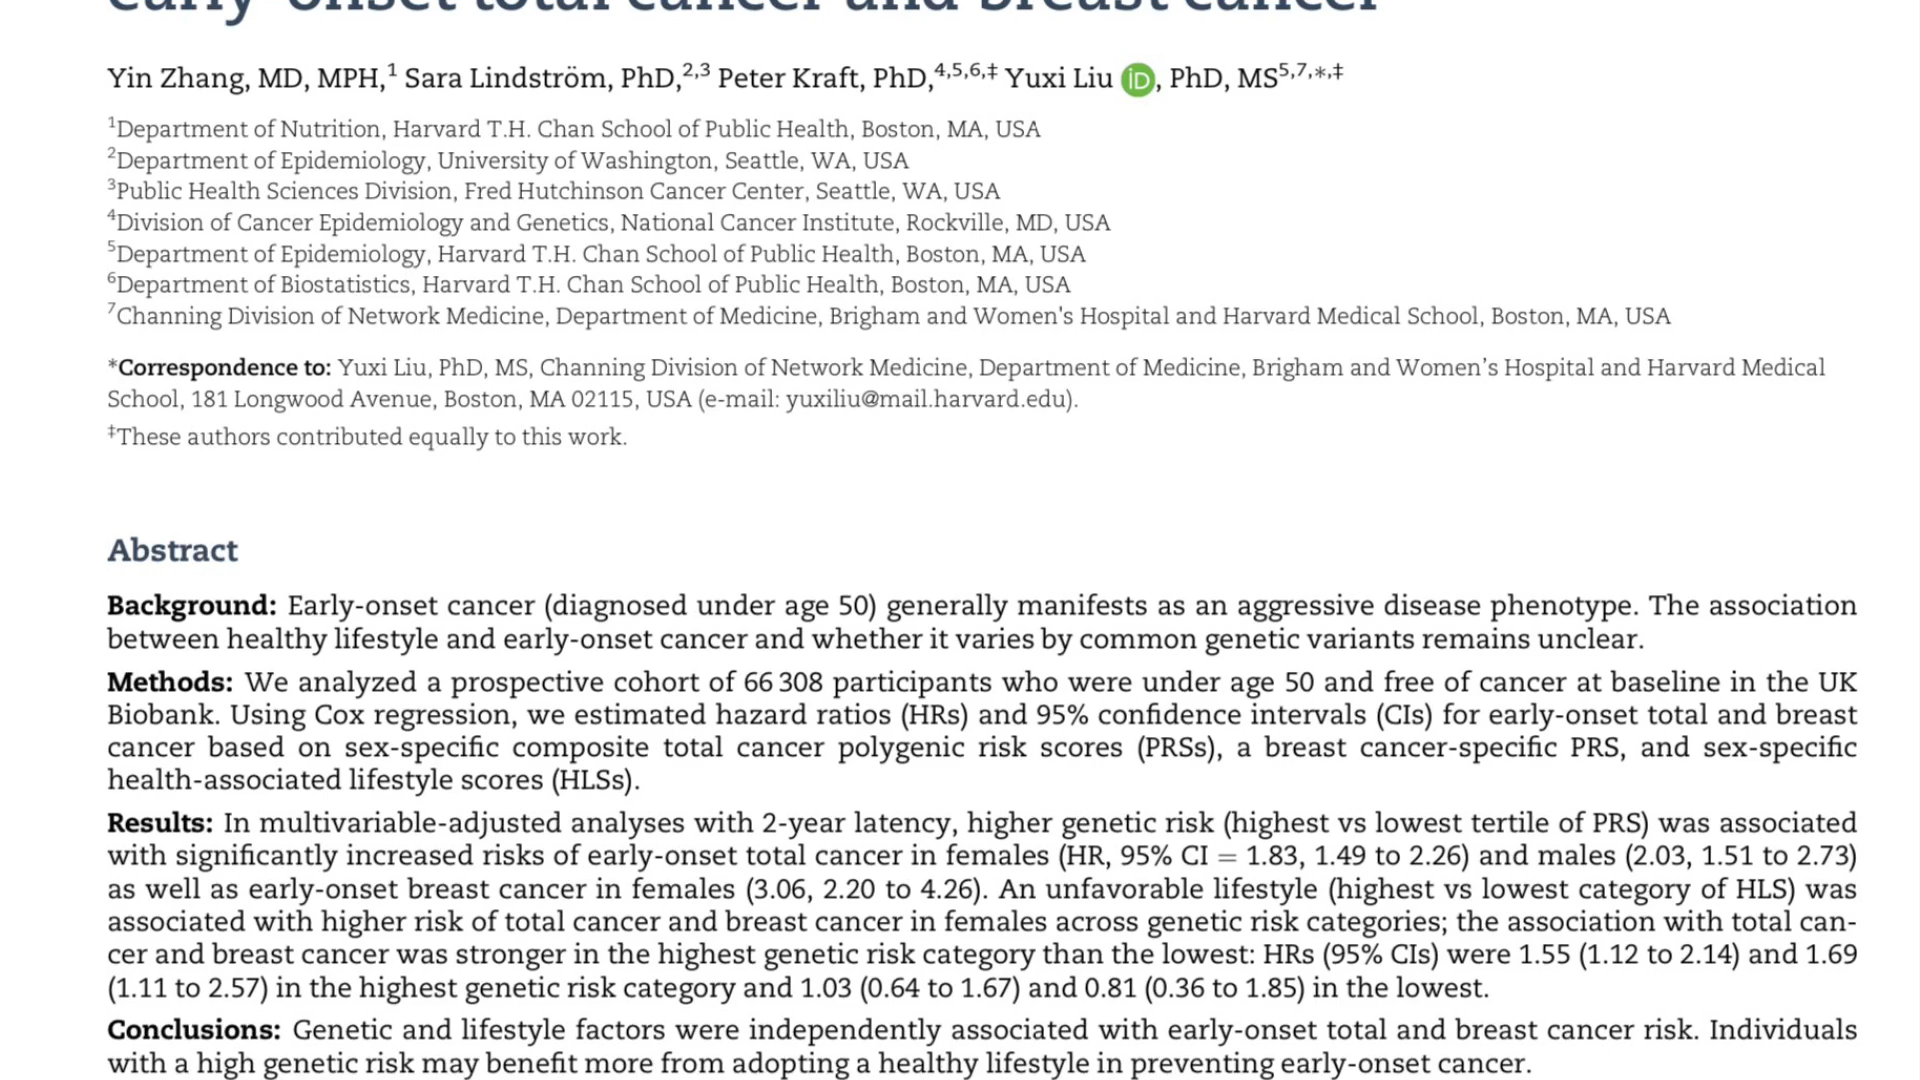 early-onset total cancer and breast cancer
Yin Zhang, MD, MPH,1 Sara Lindström, PhD,2,3 Peter Kraft, PhD,4,5,6,‡ Yuxi Liu iD, PhD, MS5,7,*,‡
1Department of Nutrition, Harvard T.H. Chan School of Public Health, Boston, MA, USA
2Department of Epidemiology, University of Washington, Seattle, WA, USA
3Public Health Sciences Division, Fred Hutchinson Cancer Center, Seattle, WA, USA
4Division of Cancer Epidemiology and Genetics, National Cancer Institute, Rockville, MD, USA
5Department of Epidemiology, Harvard T.H. Chan School of Public Health, Boston, MA, USA
6Department of Biostatistics, Harvard T.H. Chan School of Public Health, Boston, MA, USA
7Channing Division of Network Medicine, Department of Medicine, Brigham and Women's Hospital and Harvard Medical School, Boston, MA, USA
*Correspondence to: Yuxi Liu, PhD, MS, Channing Division of Network Medicine, Department of Medicine, Brigham and Women’s Hospital and Harvard Medical
School, 181 Longwood Avenue, Boston, MA 02115, USA (e-mail: yuxiliu@mail.harvard.edu).
‡These authors contributed equally to this work.
Abstract
Background: Early-onset cancer (diagnosed under age 50) generally manifests as an aggressive disease phenotype. The association
between healthy lifestyle and early-onset cancer and whether it varies by common genetic variants remains unclear.
Methods: We analyzed a prospective cohort of 66 308 participants who were under age 50 and free of cancer at baseline in the UK
Biobank. Using Cox regression, we estimated hazard ratios (HRs) and 95% confidence intervals (CIs) for early-onset total and breast
cancer based on sex-specific composite total cancer polygenic risk scores (PRSs), a breast cancer-specific PRS, and sex-specific
health-associated lifestyle scores (HLSs).
Results: In multivariable-adjusted analyses with 2-year latency, higher genetic risk (highest vs lowest tertile of PRS) was associated
with significantly increased risks of early-onset total cancer in females (HR, 95% CI = 1.83, 1.49 to 2.26) and males (2.03, 1.51 to 2.73)
as well as early-onset breast cancer in females (3.06, 2.20 to 4.26). An unfavorable lifestyle (highest vs lowest category of HLS) was
associated with higher risk of total cancer and breast cancer in females across genetic risk categories; the association with total can-
cer and breast cancer was stronger in the highest genetic risk category than the lowest: HRs (95% CIs) were 1.55 (1.12 to 2.14) and 1.69
(1.11 to 2.57) in the highest genetic risk category and 1.03 (0.64 to 1.67) and 0.81 (0.36 to 1.85) in the lowest.
Conclusions: Genetic and lifestyle factors were independently associated with early-onset total and breast cancer risk. Individuals
with a high genetic risk may benefit more from adopting a healthy lifestyle in preventing early-onset cancer.